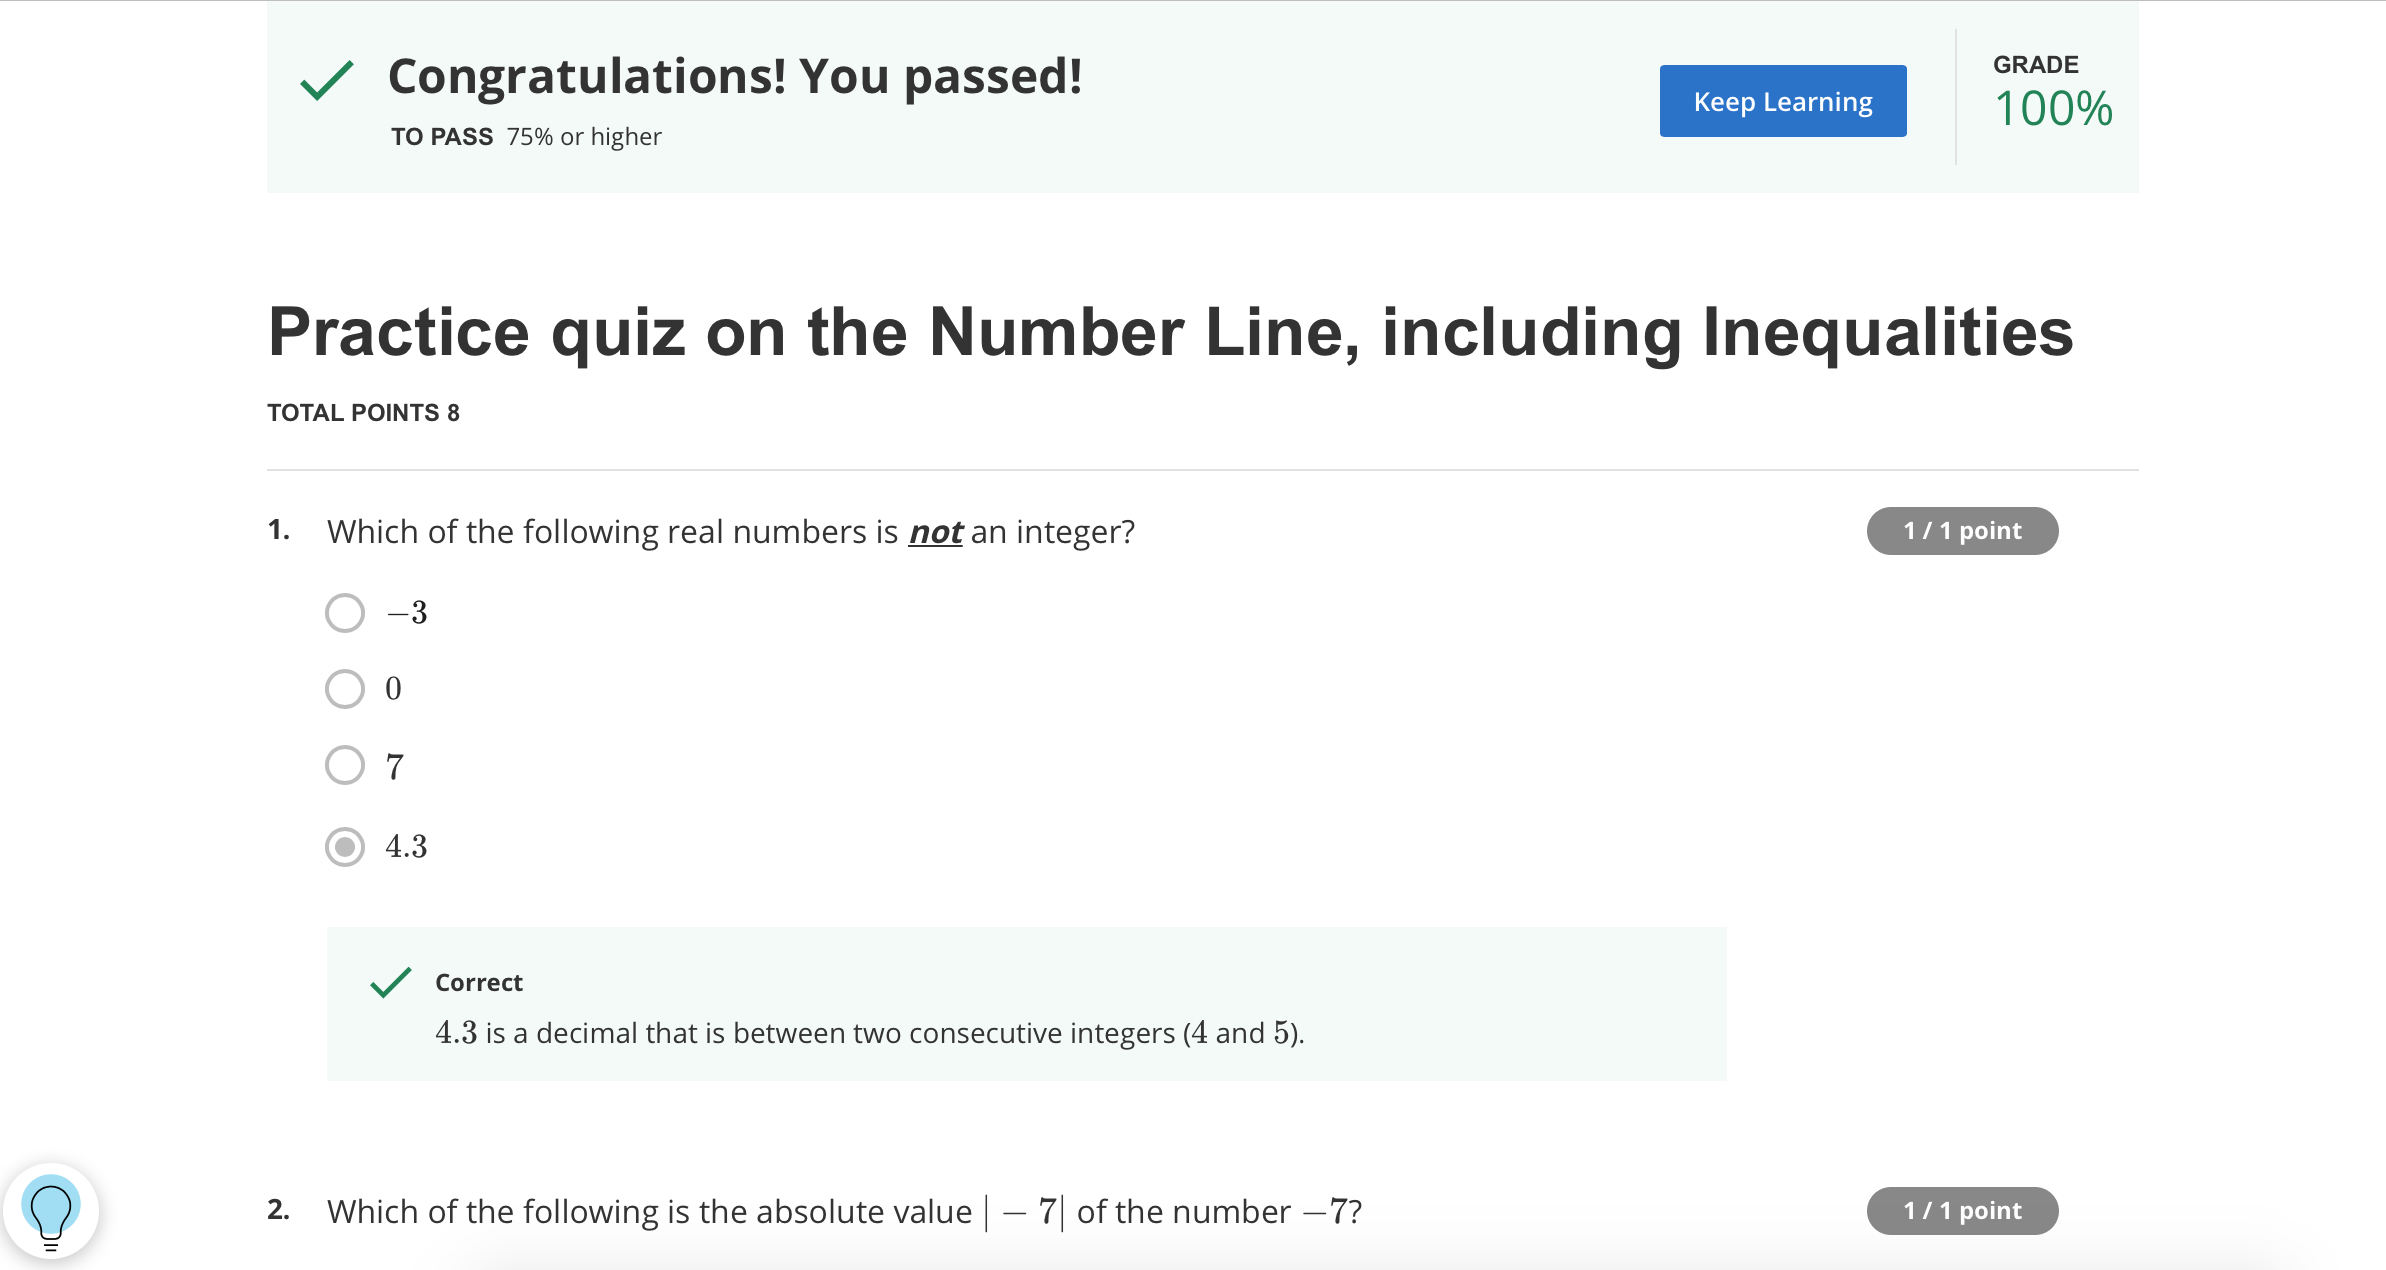 Congratulations! You passed!
TO PASS 75% or higher
Keep Learning
GRADE
100%
Practice quiz on the Number Line, including Inequalities
TOTAL POINTS 8
1. Which of the following real numbers is not an integer?
1 / 1 point
−3
0
7
4.3
Correct
4.3 is a decimal that is between two consecutive integers (4 and 5).
2. Which of the following is the absolute value | − 7| of the number −7?
1 / 1 point